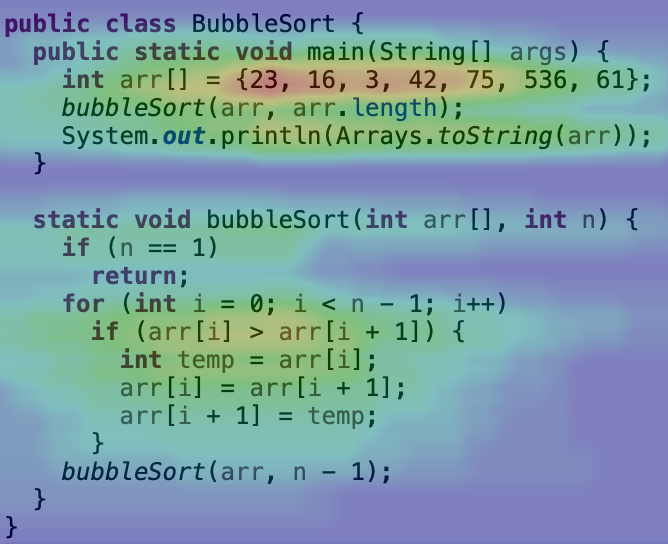 public class BubbleSort {
  public static void main(String[] args) {
    int arr[] = {23, 16, 3, 42, 75, 536, 61};
    bubbleSort(arr, arr.length);
    System.out.println(Arrays.toString(arr));
  }

  static void bubbleSort(int arr[], int n) {
    if (n == 1)
      return;
    for (int i = 0; i < n - 1; i++)
      if (arr[i] > arr[i + 1]) {
        int temp = arr[i];
        arr[i] = arr[i + 1];
        arr[i + 1] = temp;
      }
    bubbleSort(arr, n - 1);
  }
}